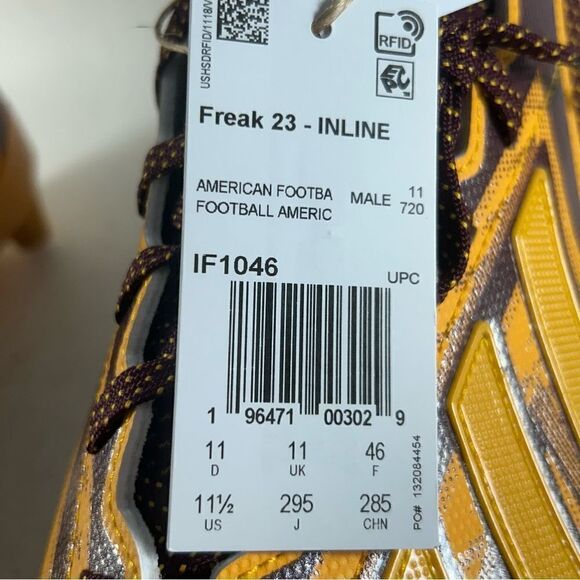 USHSDRFID/1118/V
RFID
EPC™
Freak 23 - INLINE
AMERICAN FOOTBA MALE 11
FOOTBALL AMERIC 720
IF1046 UPC
1 96471 00302 9
11 11 46
D UK F
11½ 295 285
US J CHN
PO# 132084454